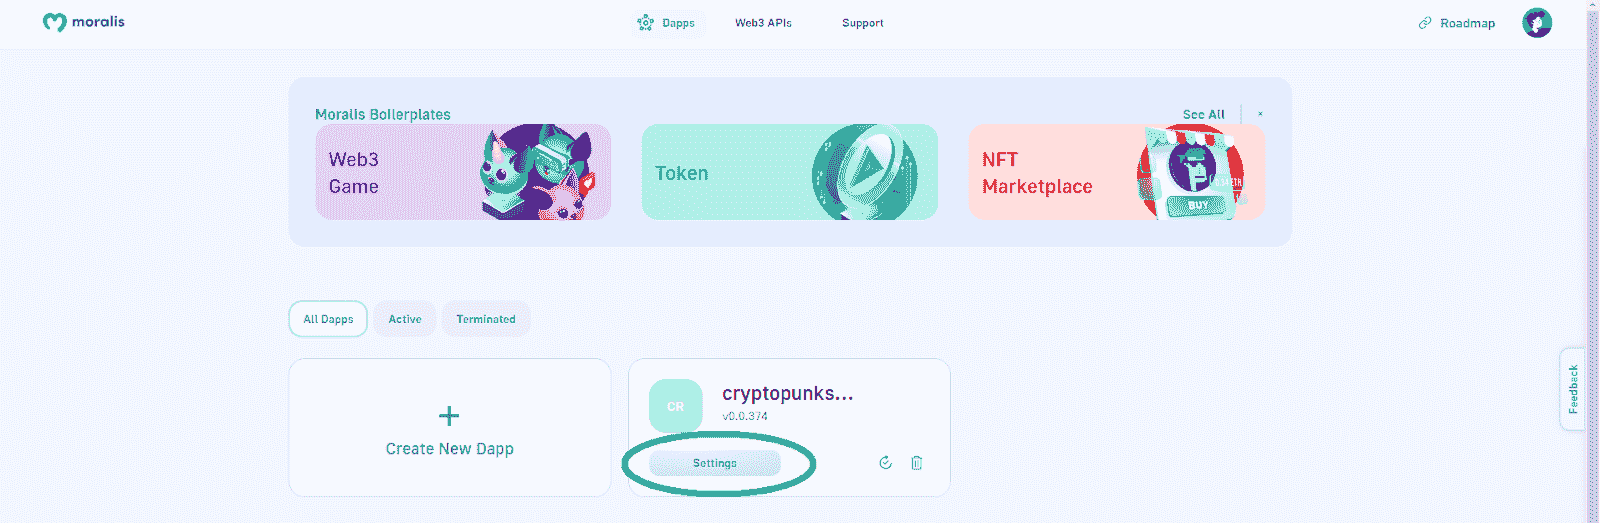 moralis
Dapps
Web3 APIs
Support
Roadmap
Moralis Boilerplates
See All
×
Web3
Game
Token
NFT
Marketplace
BUY
All Dapps
Active
Terminated
Feedback
+
Create New Dapp
CR
cryptopunks...
v0.0.374
Settings